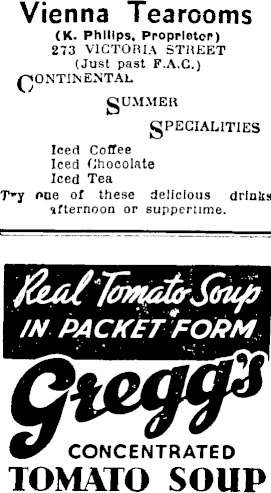 Vienna Tearooms
(K. Philips, Proprietor)
273 VICTORIA STREET
(Just past F.A.C.)
CONTINENTAL
SUMMER
SPECIALITIES
Iced Coffee
Iced Chocolate
Iced Tea
Try one of these delicious drinks
afternoon or suppertime.
Real Tomato Soup
IN PACKET FORM
Gregg's
CONCENTRATED
TOMATO SOUP